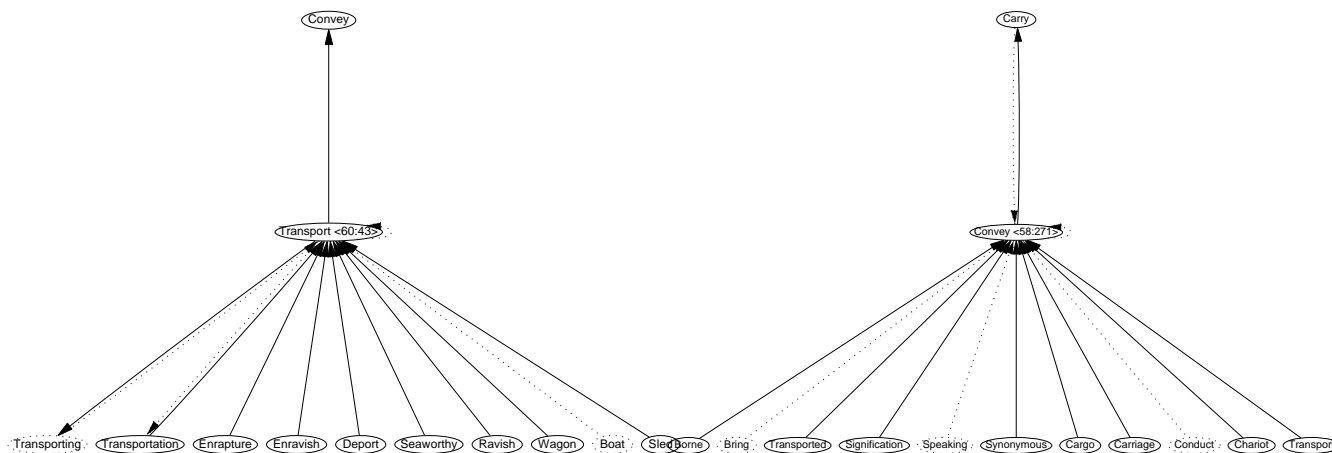 Convey Carry
Transport <60:43> Convey <58:271>
Transporting Transportation Enrapture Enravish Deport Seaworthy Ravish Wagon Boat Sled Borne Bring Transported Signification Speaking Synonymous Cargo Carriage Conduct Chariot Transpor